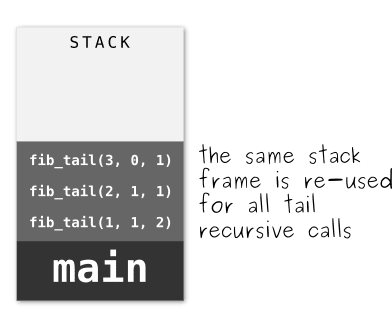 STACK
fib_tail(3, 0, 1)
fib_tail(2, 1, 1)
fib_tail(1, 1, 2)
main
the same stack
frame is re-used
for all tail
recursive calls